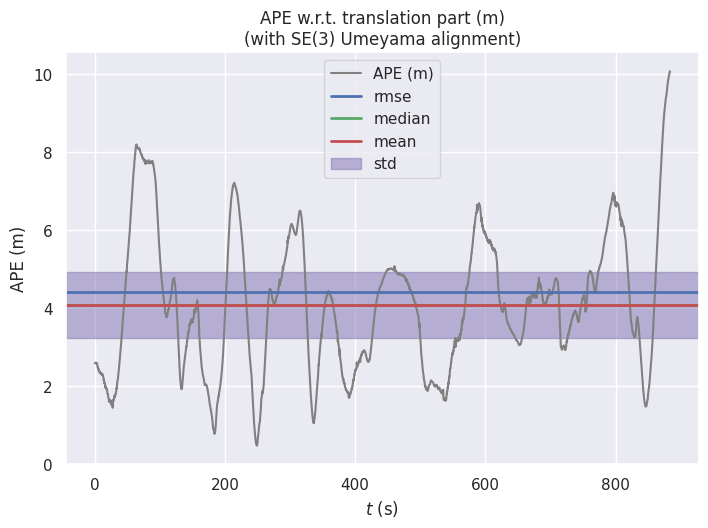 APE w.r.t. translation part (m)
(with SE(3) Umeyama alignment)
APE (m)
rmse
median
mean
std
APE (m)
10
8
6
4
2
0
0 200 400 600 800
t (s)